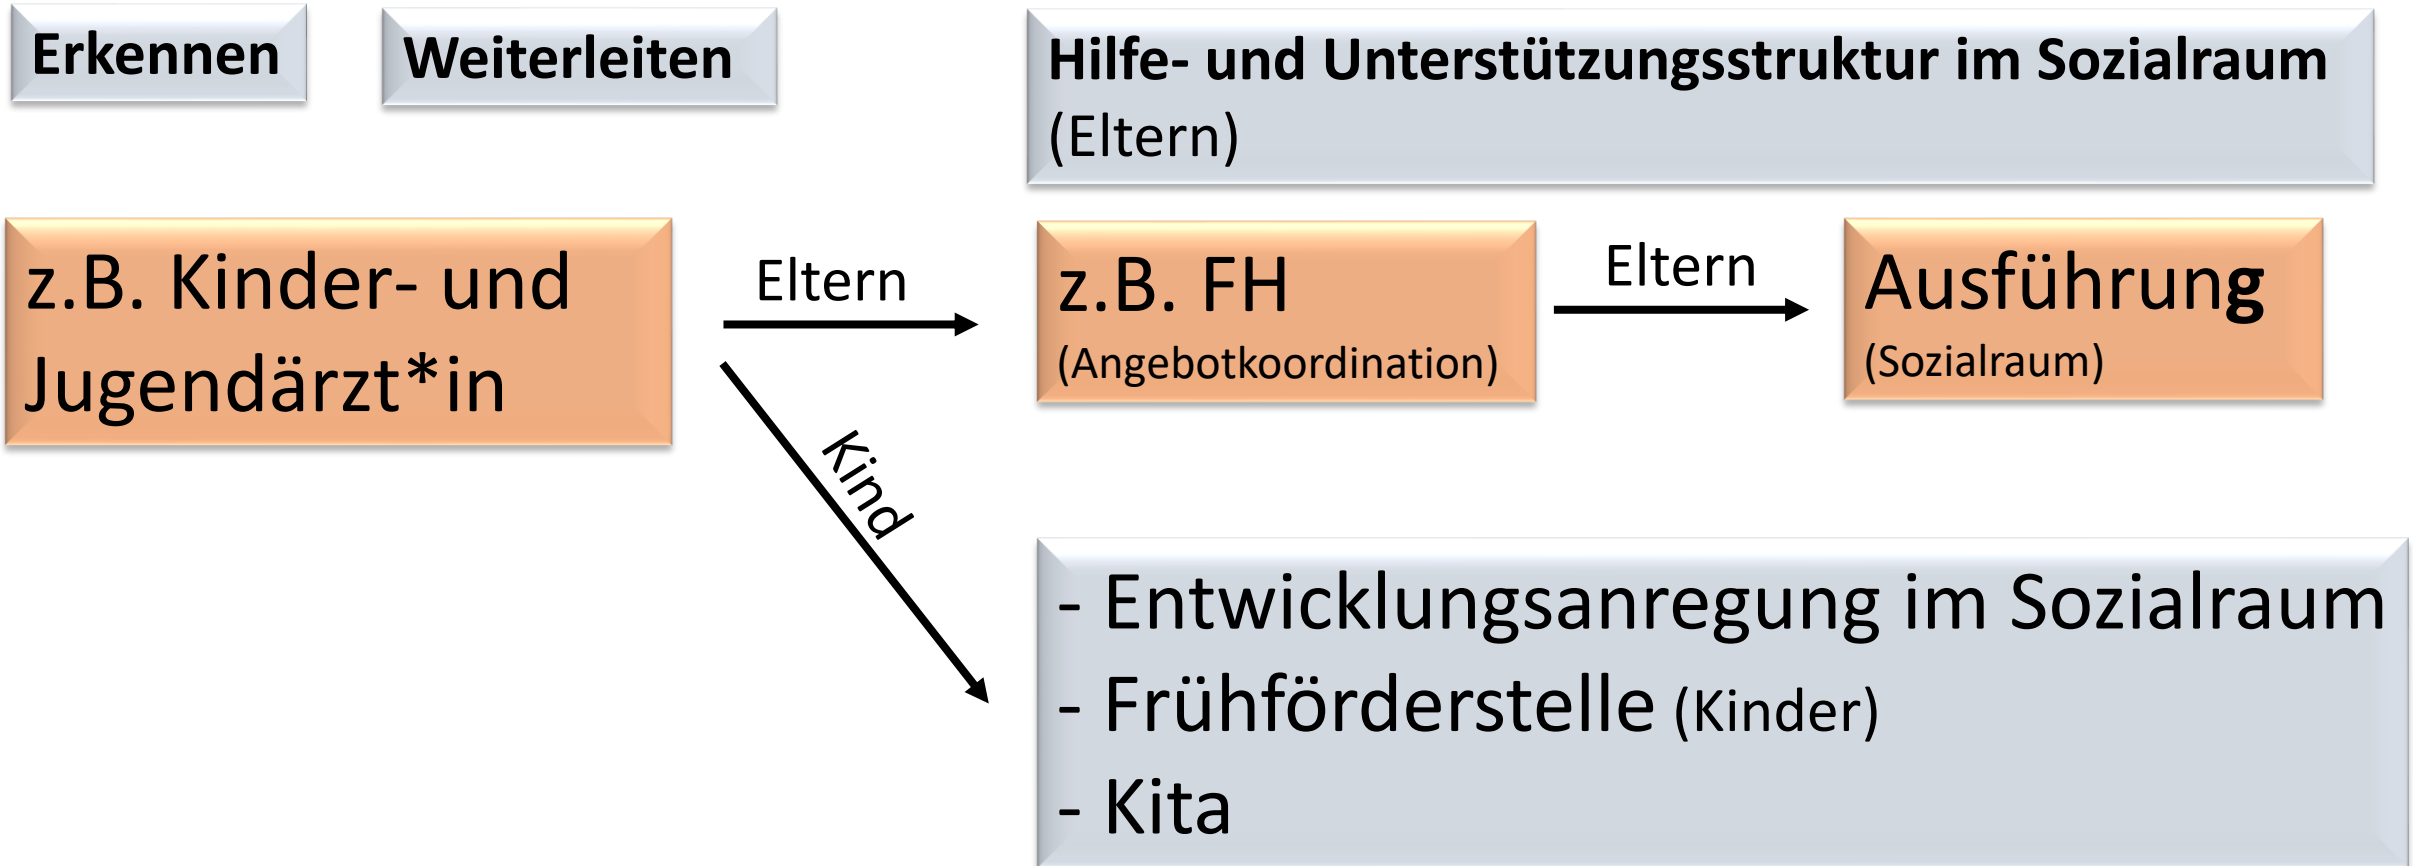 Erkennen
Weiterleiten
Hilfe- und Unterstützungsstruktur im Sozialraum
(Eltern)
z.B. Kinder- und
Jugendärzt*in
Eltern
z.B. FH
(Angebotkoordination)
Eltern
Ausführung
(Sozialraum)
Kind
- Entwicklungsanregung im Sozialraum
- Frühförderstelle (Kinder)
- Kita